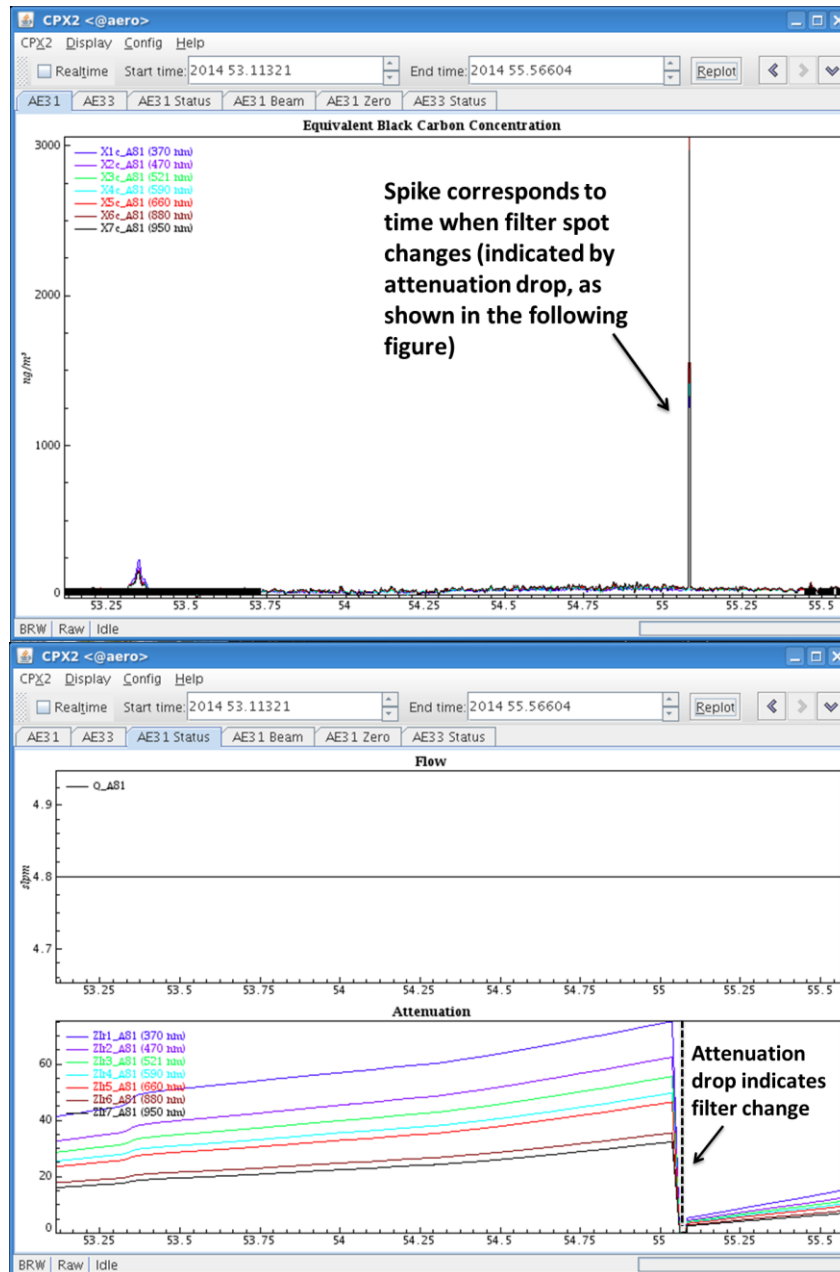 CPX2 <@aero>
CPX2 Display Config Help
Realtime Start time: 2014 53.11321 End time: 2014 55.56604 Replot
AE31 AE33 AE31 Status AE31 Beam AE31 Zero AE33 Status
Equivalent Black Carbon Concentration
3000
X1c_A81 (370 nm)
X2c_A81 (470 nm)
X3c_A81 (521 nm)
X4c_A81 (590 nm)
X5c_A81 (660 nm)
X6c_A81 (880 nm)
X7c_A81 (950 nm)
Spike corresponds to
time when filter spot
changes (indicated by
attenuation drop, as
shown in the following
figure)
2000
ng/m³
1000
0
53.25 53.5 53.75 54 54.25 54.5 54.75 55 55.25 55.5
BRW Raw Idle
CPX2 <@aero>
CPX2 Display Config Help
Realtime Start time: 2014 53.11321 End time: 2014 55.56604 Replot
AE31 AE33 AE31 Status AE31 Beam AE31 Zero AE33 Status
Flow
Q_A81
4.9
slpm
4.8
4.7
53.25 53.5 53.75 54 54.25 54.5 54.75 55 55.25 55.5
Attenuation
ZIr1_A81 (370 nm)
ZIr2_A81 (470 nm)
ZIr3_A81 (521 nm)
ZIr4_A81 (590 nm)
ZIr5_A81 (660 nm)
ZIr6_A81 (880 nm)
ZIr7_A81 (950 nm)
60
40
20
0
Attenuation
drop indicates
filter change
53.25 53.5 53.75 54 54.25 54.5 54.75 55 55.25 55.5
BRW Raw Idle